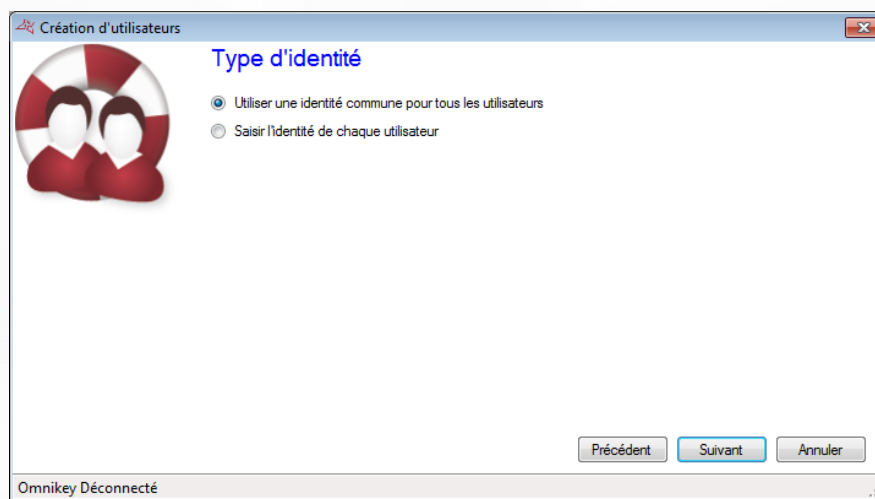 Création d'utilisateurs
Type d'identité
Utiliser une identité commune pour tous les utilisateurs
Saisir l'identité de chaque utilisateur
Précédent Suivant Annuler
Omnikey Déconnecté